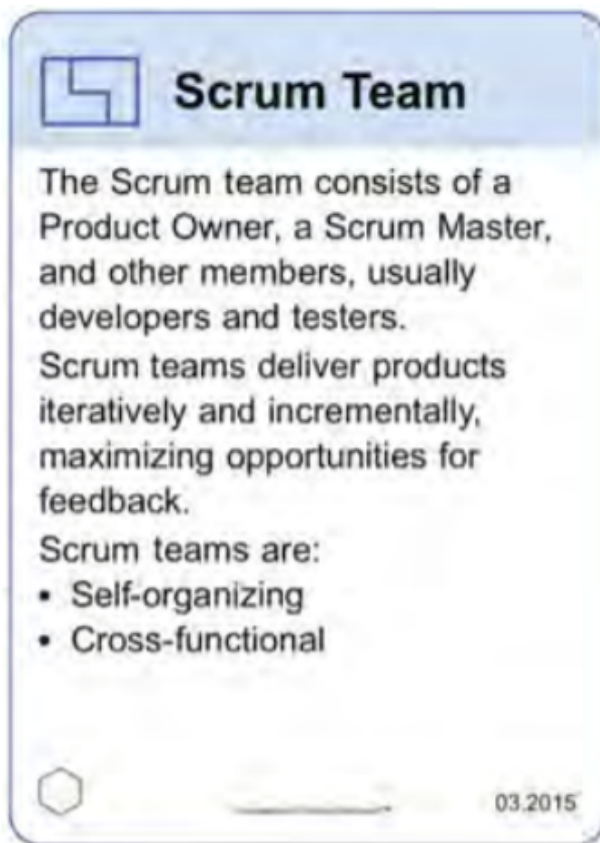 Scrum Team
The Scrum team consists of a
Product Owner, a Scrum Master,
and other members, usually
developers and testers.
Scrum teams deliver products
iteratively and incrementally,
maximizing opportunities for
feedback.
Scrum teams are:
• Self-organizing
• Cross-functional
03.2015